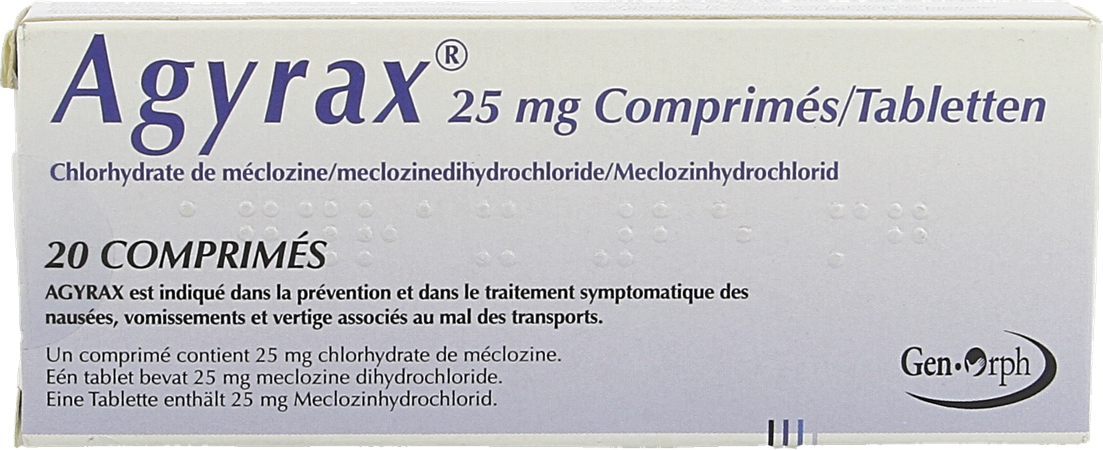 Agyrax® 25 mg Comprimés/Tabletten
Chlorhydrate de méclozine/meclozinedihydrochloride/Meclozinhydrochlorid
20 COMPRIMÉS
AGYRAX est indiqué dans la prévention et dans le traitement symptomatique des
nausées, vomissements et vertige associés au mal des transports.
Un comprimé contient 25 mg chlorhydrate de méclozine.
Eén tablet bevat 25 mg meclozine dihydrochloride.
Eine Tablette enthält 25 mg Meclozinhydrochlorid.
Gen·Orph